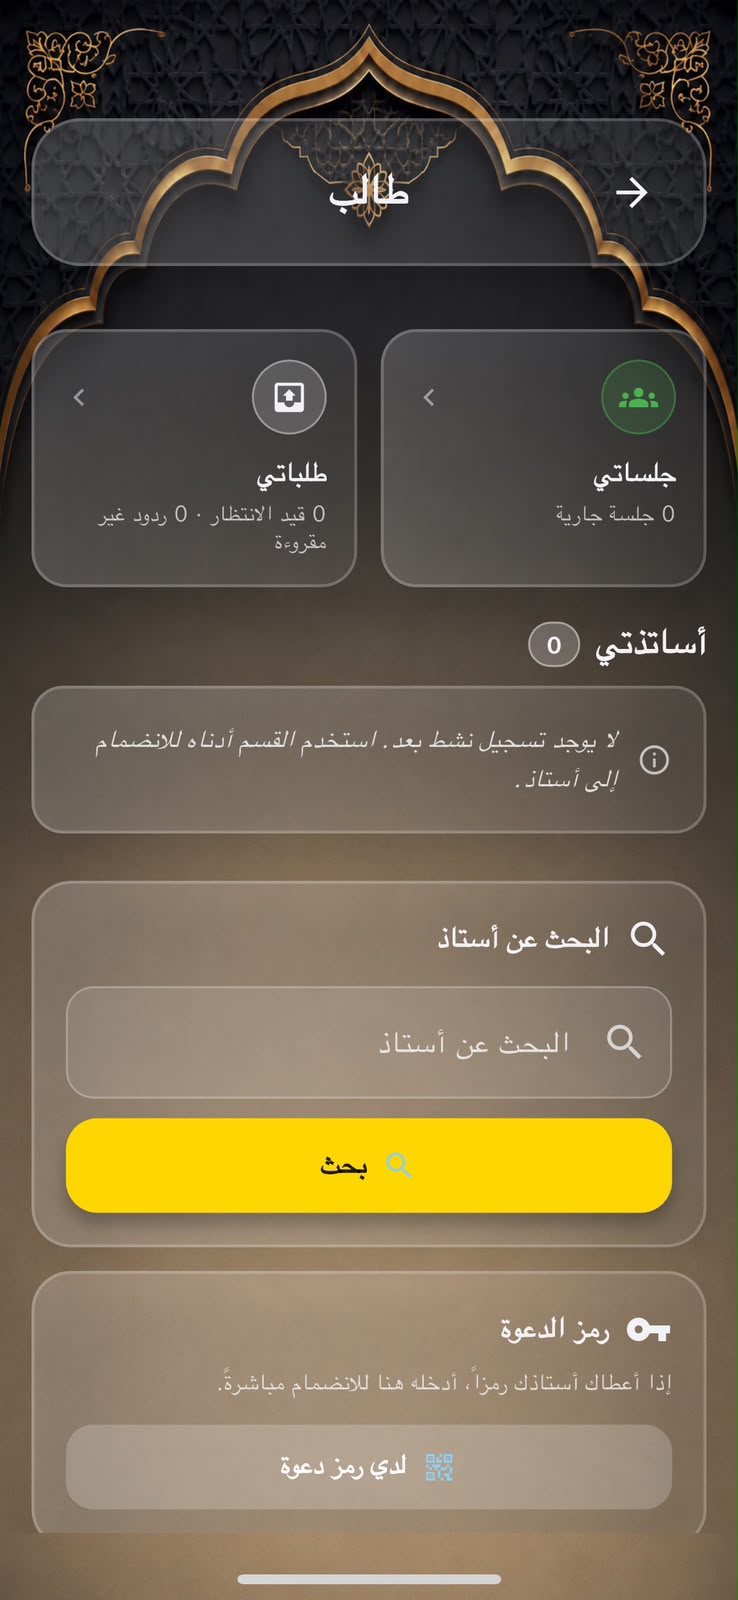 طالب
جلساتي
0 جلسة جارية
طلباتي
0 قيد الانتظار · 0 ردود غير
مقروءة
أساتذتي 0
لا يوجد تسجيل نشط بعد. استخدم القسم أدناه للانضمام
إلى أستاذ.
البحث عن أستاذ
البحث عن أستاذ
بحث
رمز الدعوة
إذا أعطاك أستاذك رمزاً، أدخله هنا للانضمام مباشرةً.
لدي رمز دعوة